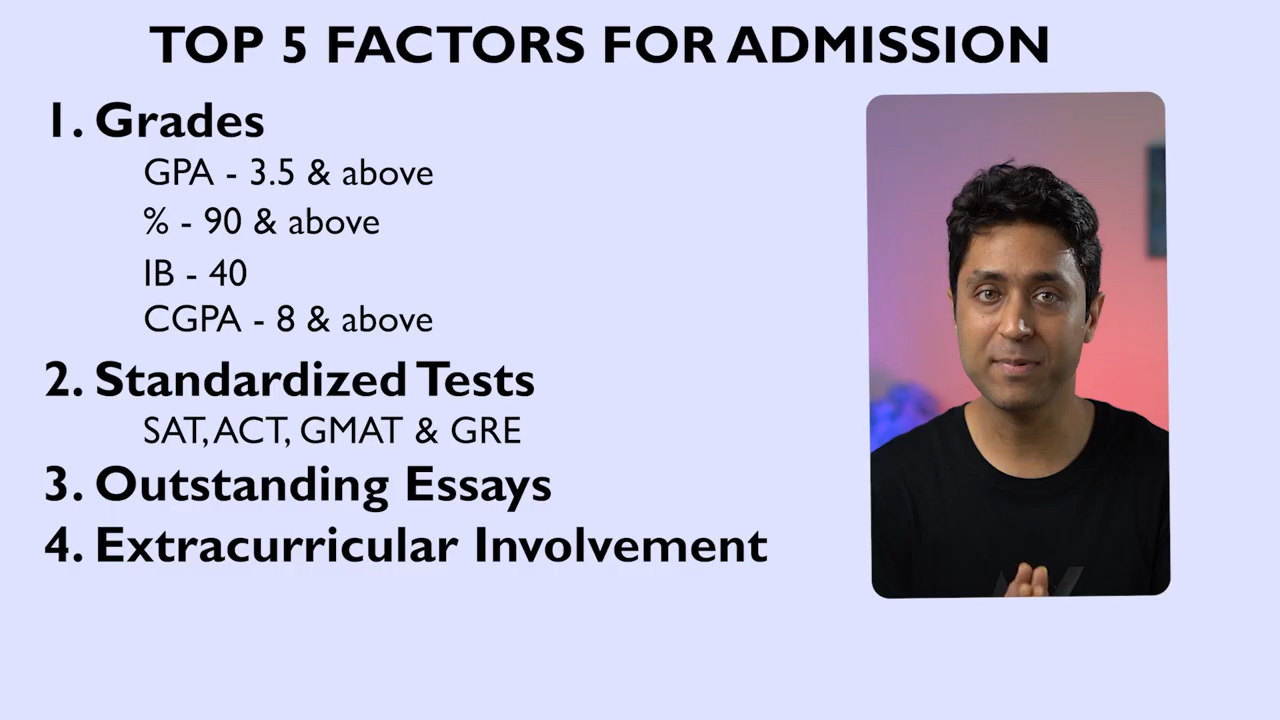 TOP 5 FACTORS FOR ADMISSION
1. Grades
GPA - 3.5 & above
% - 90 & above
IB - 40
CGPA - 8 & above
2. Standardized Tests
SAT, ACT, GMAT & GRE
3. Outstanding Essays
4. Extracurricular Involvement